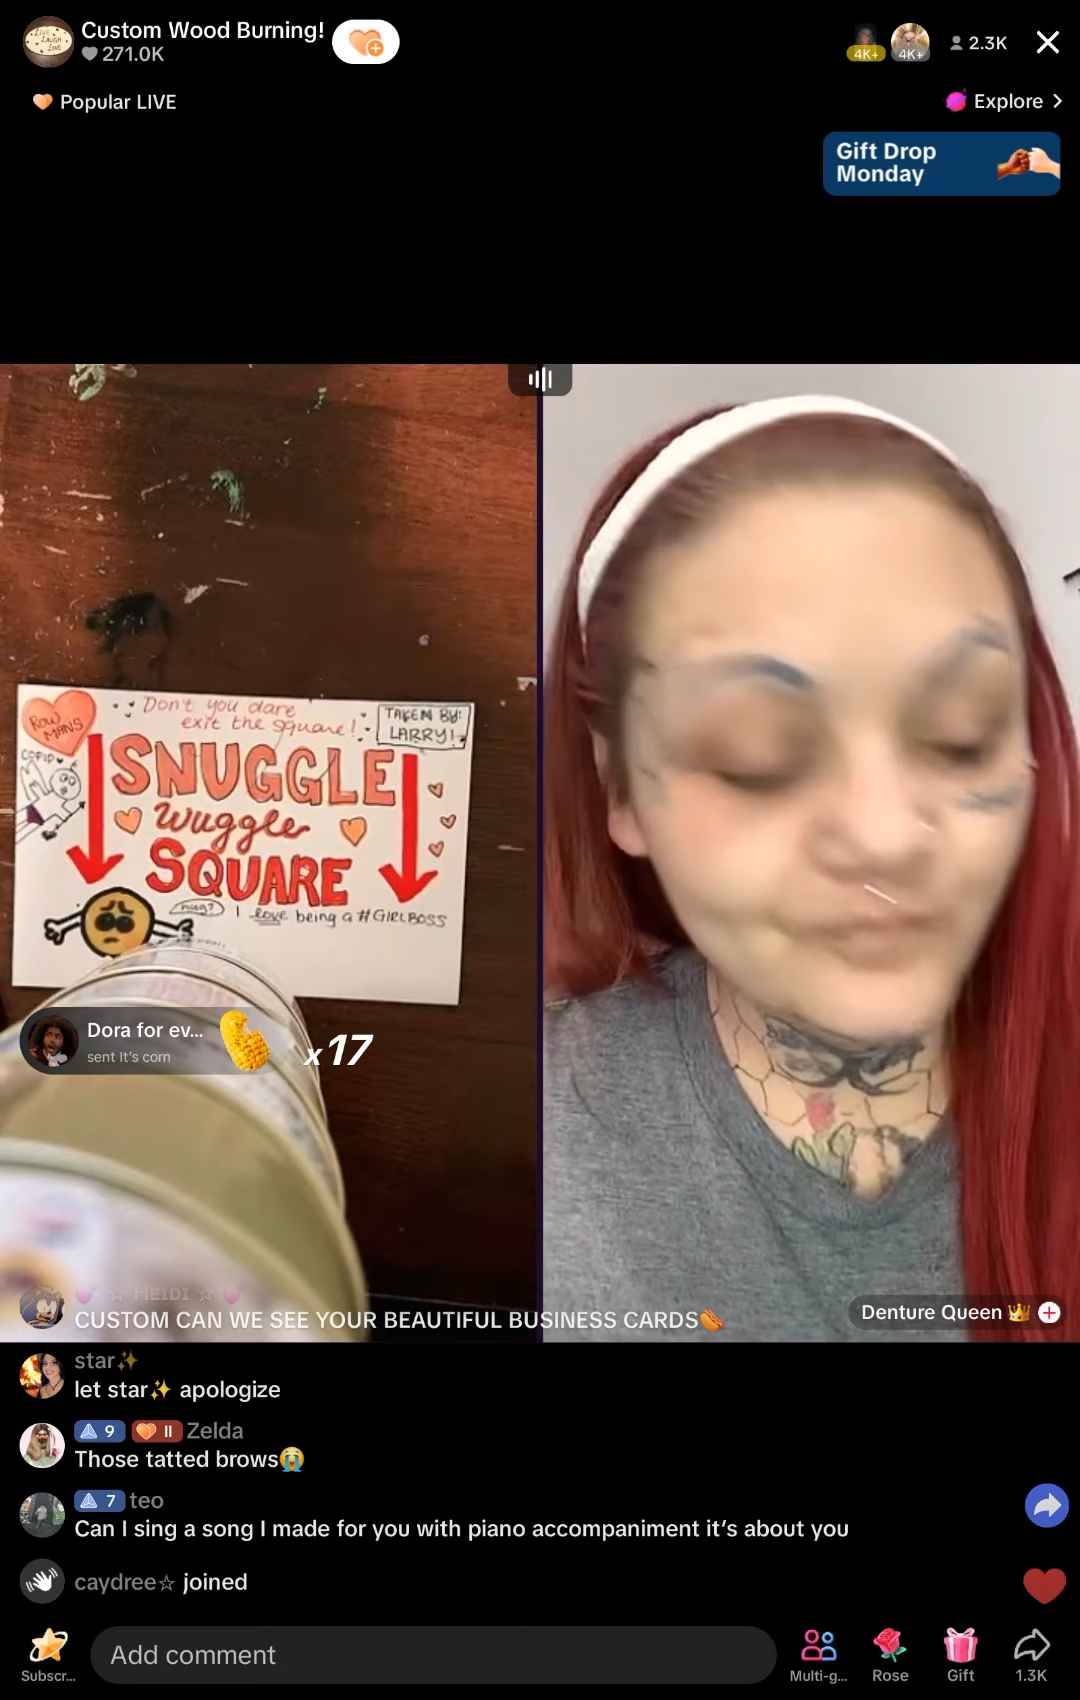 Custom Wood Burning!
271.0K
4K+
4K+
2.3K
Popular LIVE
Explore >
Gift Drop
Monday
ROW
MANS
Don't you dare
exit the square!
TAKEN BY:
LARRY!
COPID
SNUGGLE
wuggle
SQUARE
hug?
I love being a #GIRLBOSS
Dora for ev...
sent It's corn
x17
☆ HEIDI ☆
CUSTOM CAN WE SEE YOUR BEAUTIFUL BUSINESS CARDS🌭
Denture Queen 👑
star✨
let star✨ apologize
9 II Zelda
Those tatted brows😭
7 teo
Can I sing a song I made for you with piano accompaniment it's about you
caydree☆ joined
Add comment
Subscr...
Multi-g...
Rose
Gift
1.3K